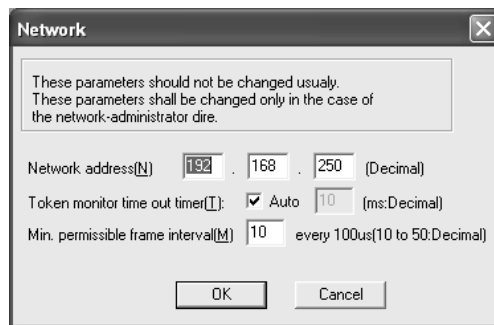 Network
These parameters should not be changed usualy.
These parameters shall be changed only in the case of
the network-administrator dire.
Network address(N) 192 . 168 . 250 (Decimal)
Token monitor time out timer(T): Auto 10 (ms:Decimal)
Min. permissible frame interval(M) 10 every 100us(10 to 50:Decimal)
OK Cancel